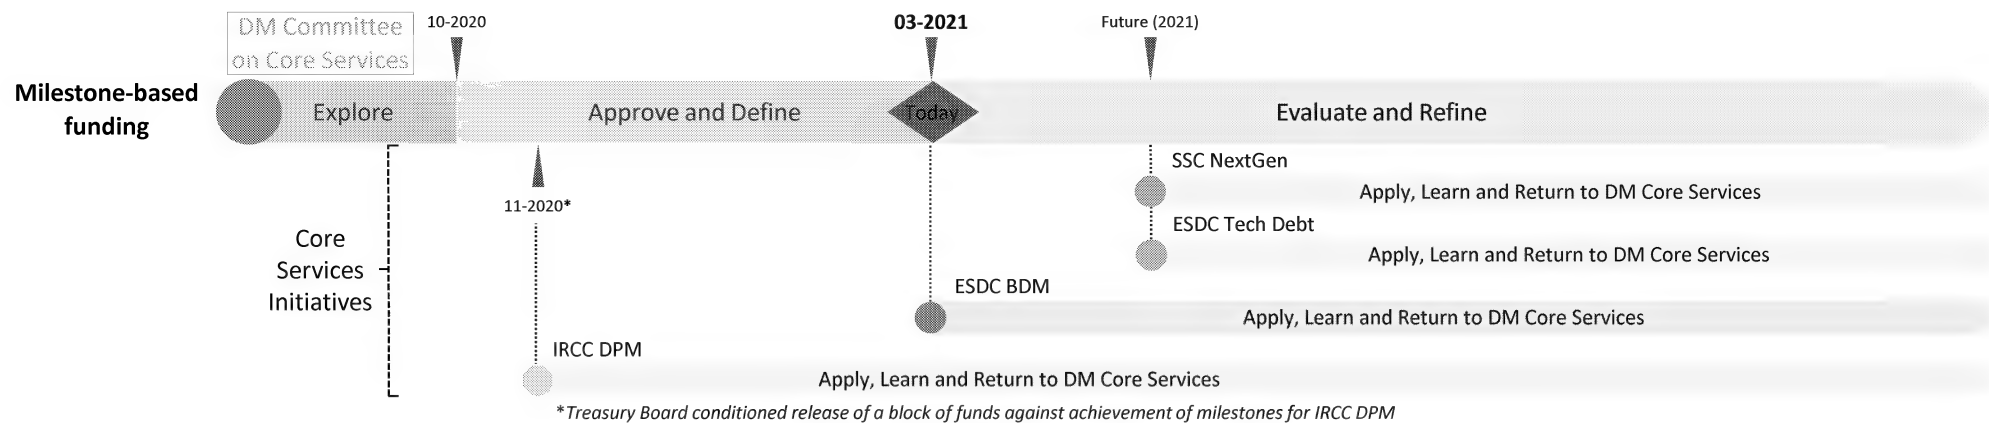 DM Committee
on Core Services
10-2020
03-2021
Future (2021)
Milestone-based
funding
Explore
Approve and Define
Today
Evaluate and Refine
SSC NextGen
Apply, Learn and Return to DM Core Services
11-2020*
ESDC Tech Debt
Apply, Learn and Return to DM Core Services
Core
Services
Initiatives
ESDC BDM
Apply, Learn and Return to DM Core Services
IRCC DPM
Apply, Learn and Return to DM Core Services
*Treasury Board conditioned release of a block of funds against achievement of milestones for IRCC DPM